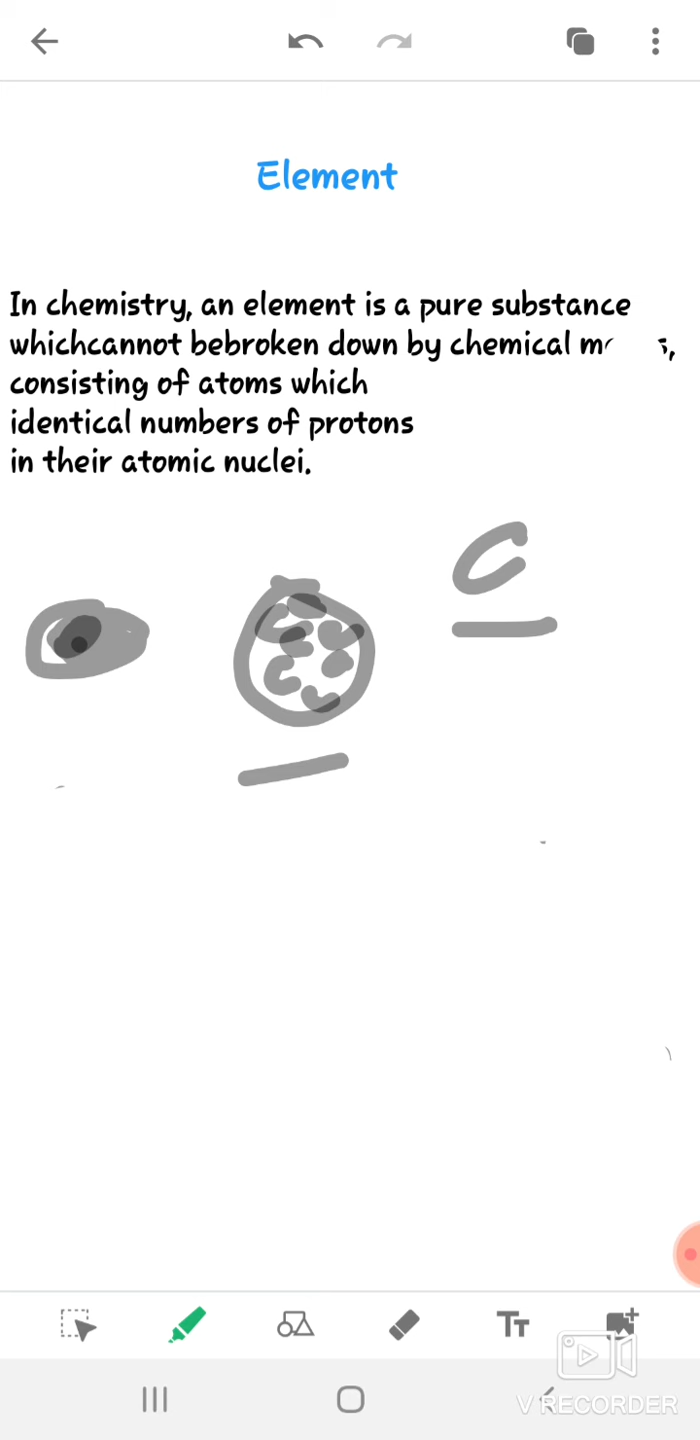 Element
In chemistry, an element is a pure substance
whichcannot bebroken down by chemical
consisting of atoms which
identical numbers of protons
in their atomic nuclei.
C
TT
V RECORDER